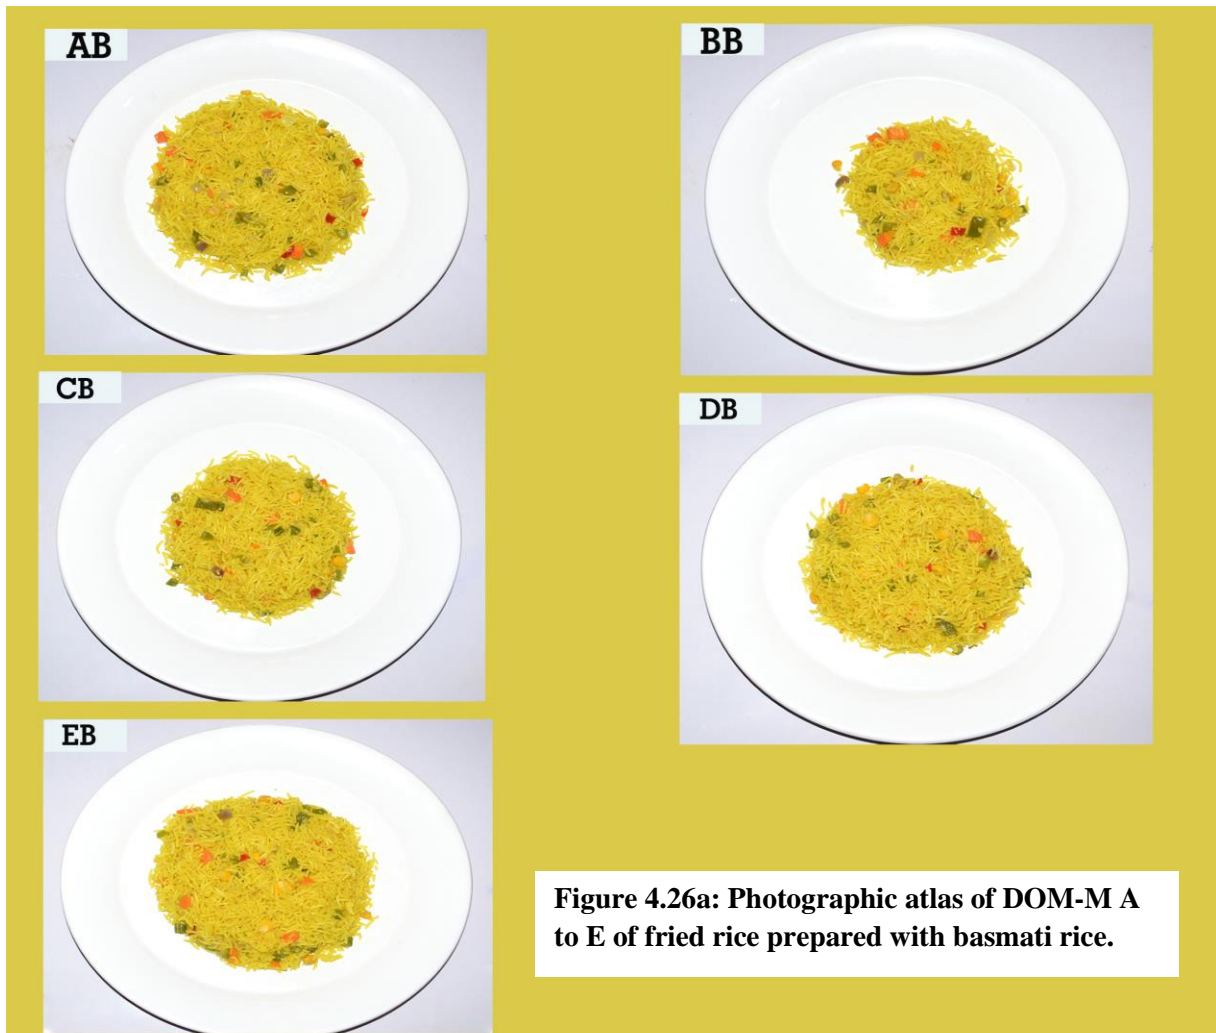 AB
BB
CB
DB
EB
Figure 4.26a: Photographic atlas of DOM-M A
to E of fried rice prepared with basmati rice.